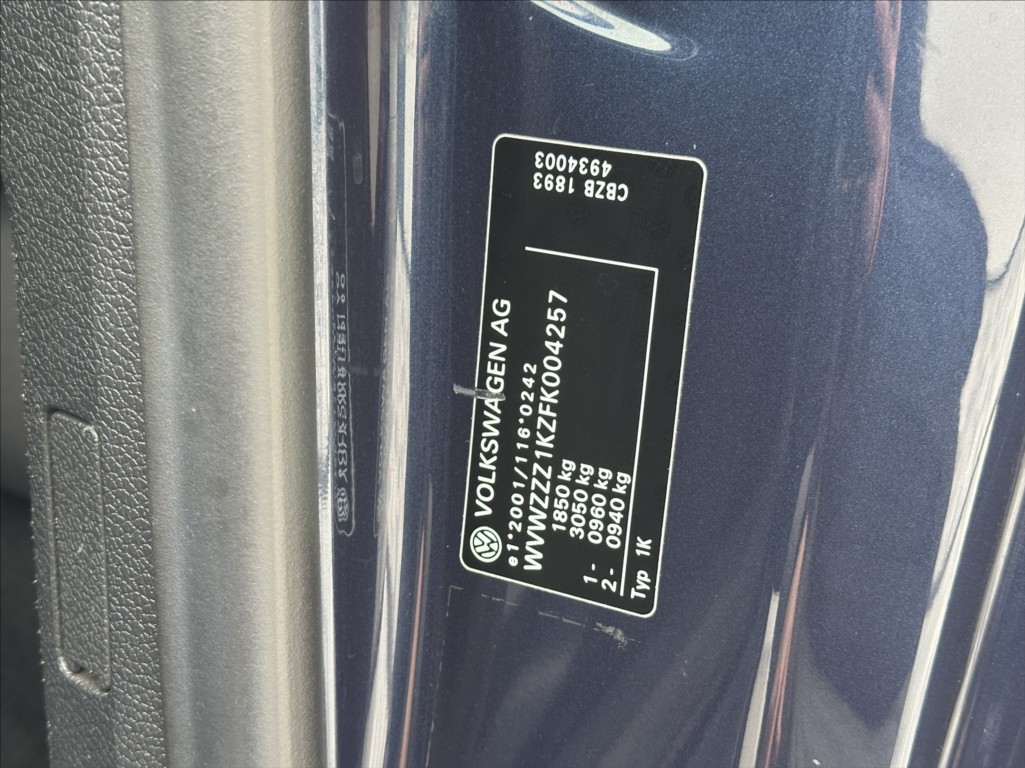 VOLKSWAGEN AG
e1*2001/116*0242
WVWZZZ1KZFK004257
1850 kg
3050 kg
1- 0960 kg
2- 0940 kg
Typ 1K
CBZB 1893
4934003